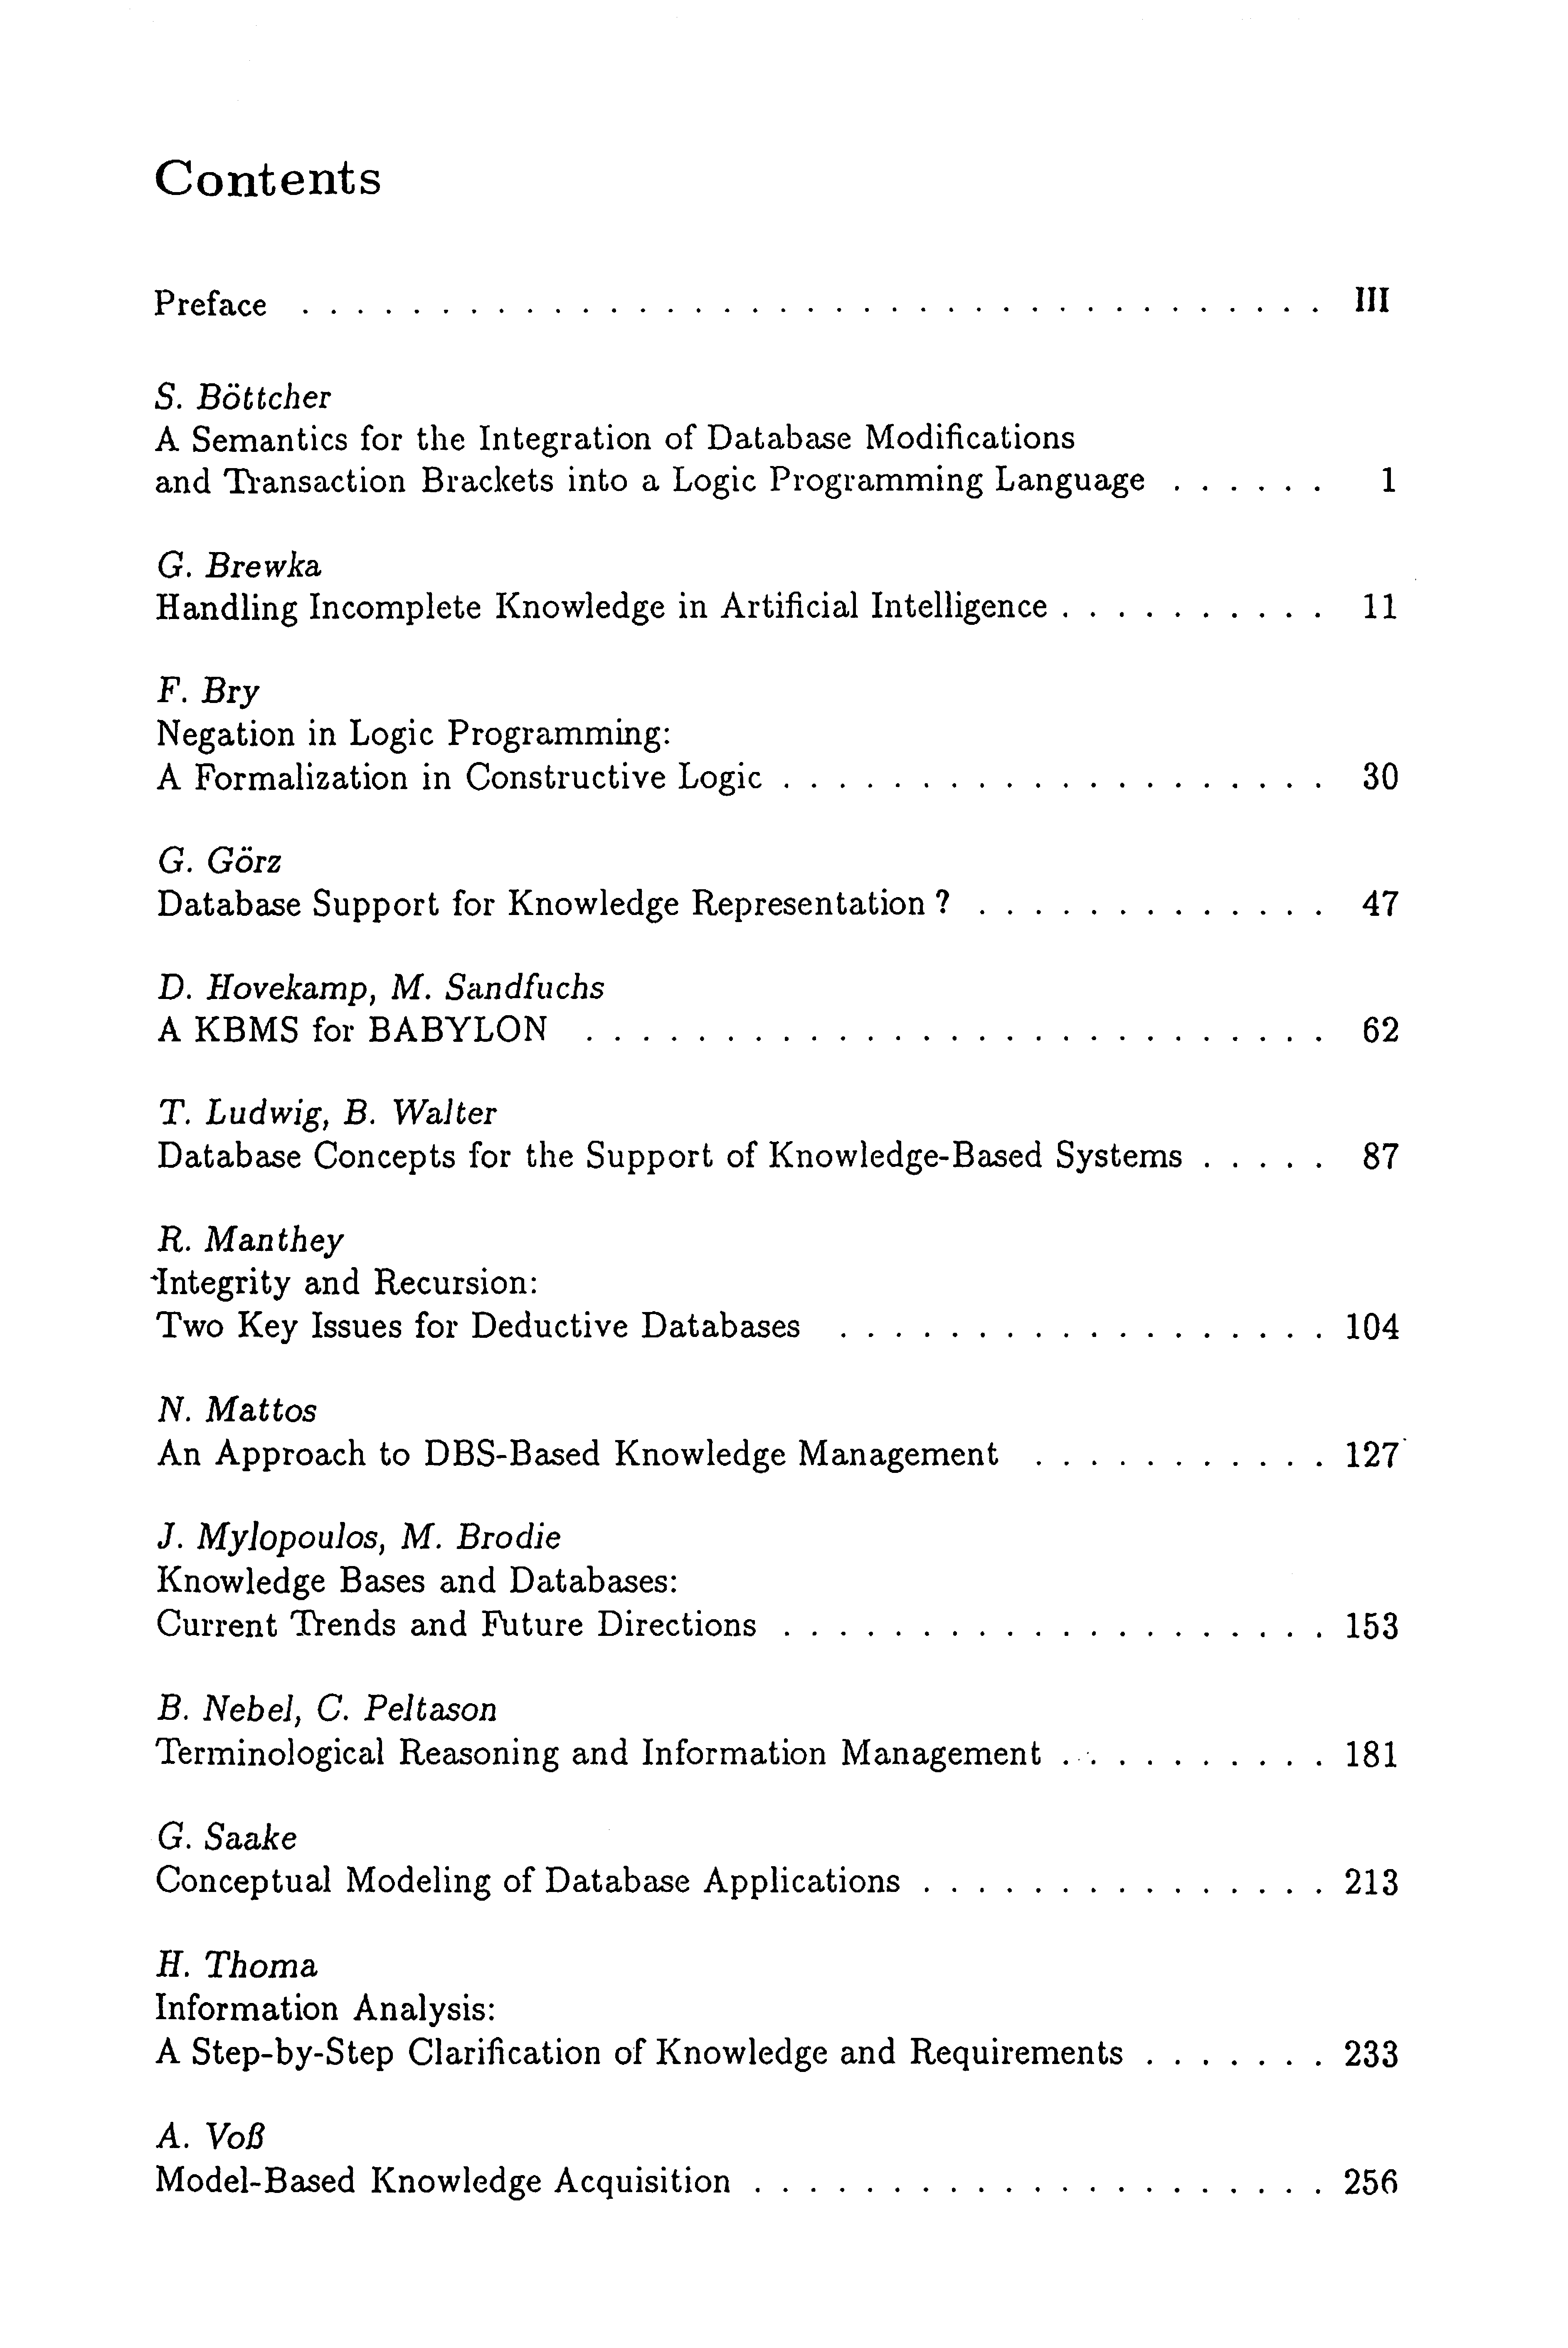 Contents
Preface . . . . . . . . . . . . . . . . . . . . . . . . . . . . . . . . . . . . . III
S. Böttcher
A Semantics for the Integration of Database Modifications
and Transaction Brackets into a Logic Programming Language . . . . . . 1
G. Brewka
Handling Incomplete Knowledge in Artificial Intelligence . . . . . . . . . . 11
F. Bry
Negation in Logic Programming:
A Formalization in Constructive Logic . . . . . . . . . . . . . . . . . . . . 30
G. Görz
Database Support for Knowledge Representation ? . . . . . . . . . . . . . 47
D. Hovekamp, M. Sandfuchs
A KBMS for BABYLON . . . . . . . . . . . . . . . . . . . . . . . . . . . 62
T. Ludwig, B. Walter
Database Concepts for the Support of Knowledge-Based Systems . . . . . 87
R. Manthey
Integrity and Recursion:
Two Key Issues for Deductive Databases . . . . . . . . . . . . . . . . . . 104
N. Mattos
An Approach to DBS-Based Knowledge Management . . . . . . . . . . . 127
J. Mylopoulos, M. Brodie
Knowledge Bases and Databases:
Current Trends and Future Directions . . . . . . . . . . . . . . . . . . . . 153
B. Nebel, C. Peltason
Terminological Reasoning and Information Management . . . . . . . . . . 181
G. Saake
Conceptual Modeling of Database Applications . . . . . . . . . . . . . . . 213
H. Thoma
Information Analysis:
A Step-by-Step Clarification of Knowledge and Requirements . . . . . . . 233
A. Voß
Model-Based Knowledge Acquisition . . . . . . . . . . . . . . . . . . . . . 256